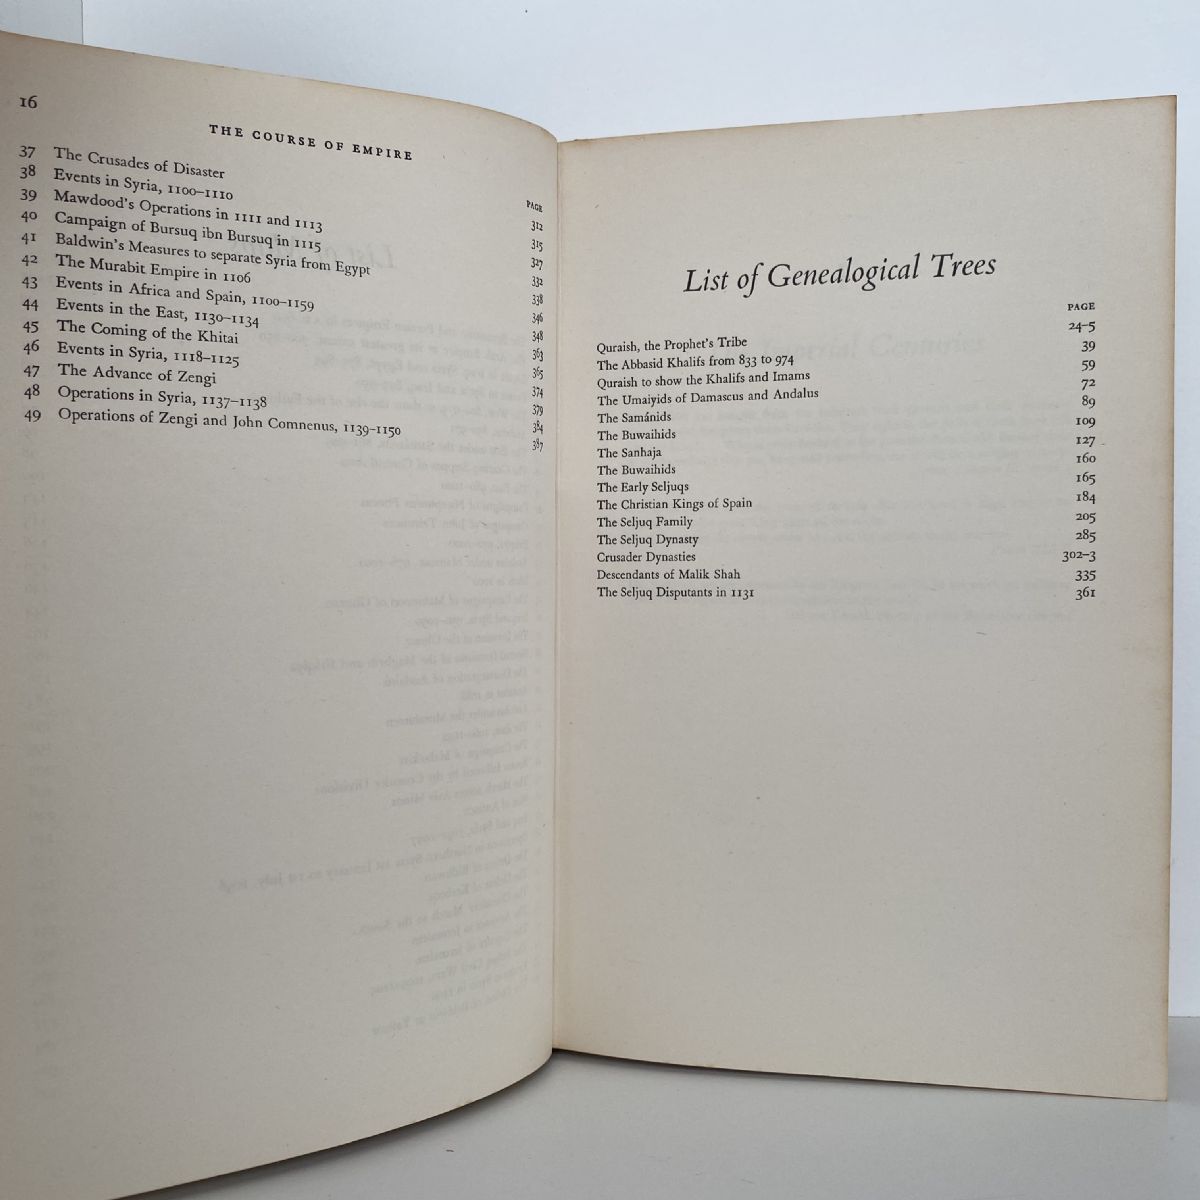 16
THE COURSE OF EMPIRE
PAGE
37 The Crusades of Disaster 312
38 Events in Syria, 1100–1110 315
39 Mawdood's Operations in 1111 and 1113 327
40 Campaign of Bursuq ibn Bursuq in 1115 332
41 Baldwin's Measures to separate Syria from Egypt 338
42 The Murabit Empire in 1106 346
43 Events in Africa and Spain, 1100–1159 348
44 Events in the East, 1130–1134 363
45 The Coming of the Khitai 365
46 Events in Syria, 1118–1125 374
47 The Advance of Zengi 379
48 Operations in Syria, 1137–1138 384
49 Operations of Zengi and John Comnenus, 1139–1150 387
List of Genealogical Trees
PAGE
Quraish, the Prophet's Tribe 24–5
The Abbasid Khalifs from 833 to 974 39
Quraish to show the Khalifs and Imams 59
The Umaiyids of Damascus and Andalus 72
The Samánids 89
The Buwaihids 109
The Sanhaja 127
The Buwaihids 160
The Early Seljuqs 165
The Christian Kings of Spain 184
The Seljuq Family 205
The Seljuq Dynasty 285
Crusader Dynasties 302–3
Descendants of Malik Shah 335
The Seljuq Disputants in 1131 361